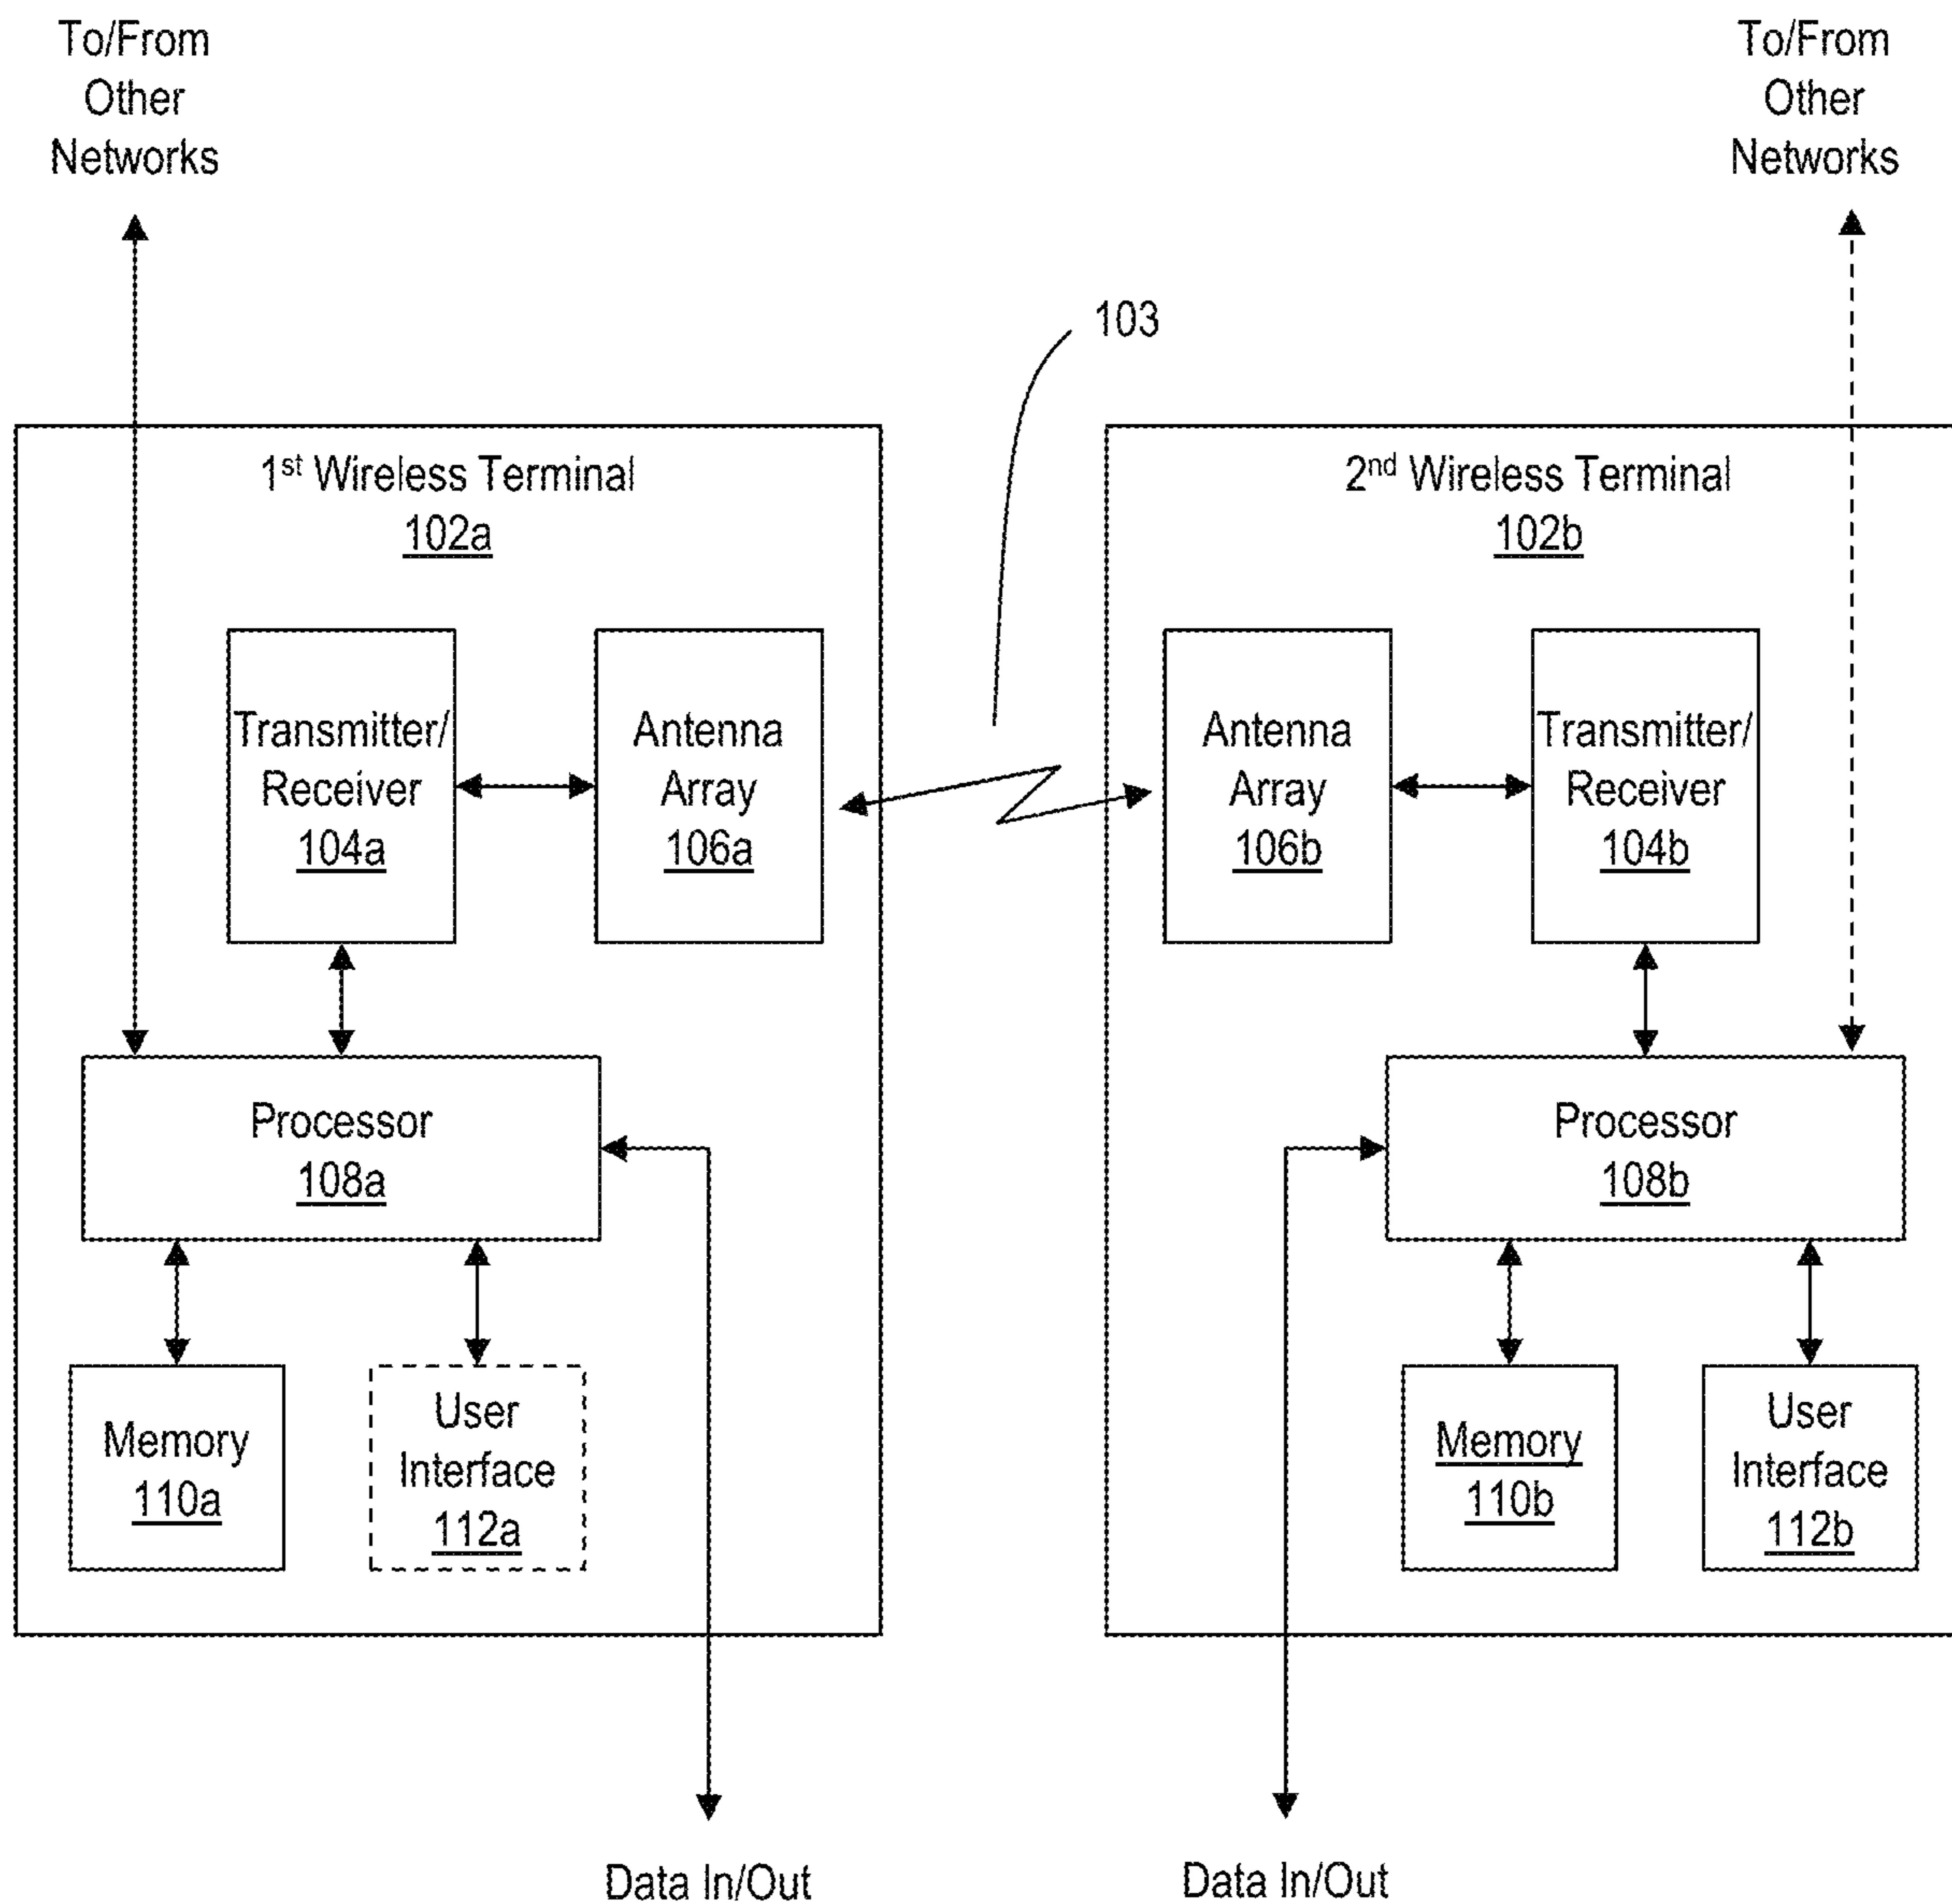 To/From
Other
Networks
To/From
Other
Networks
103
1st Wireless Terminal
102a
2nd Wireless Terminal
102b
Transmitter/
Receiver
104a
Antenna
Array
106a
Antenna
Array
106b
Transmitter/
Receiver
104b
Processor
108a
Processor
108b
Memory
110a
User
Interface
112a
Memory
110b
User
Interface
112b
Data In/Out
Data In/Out